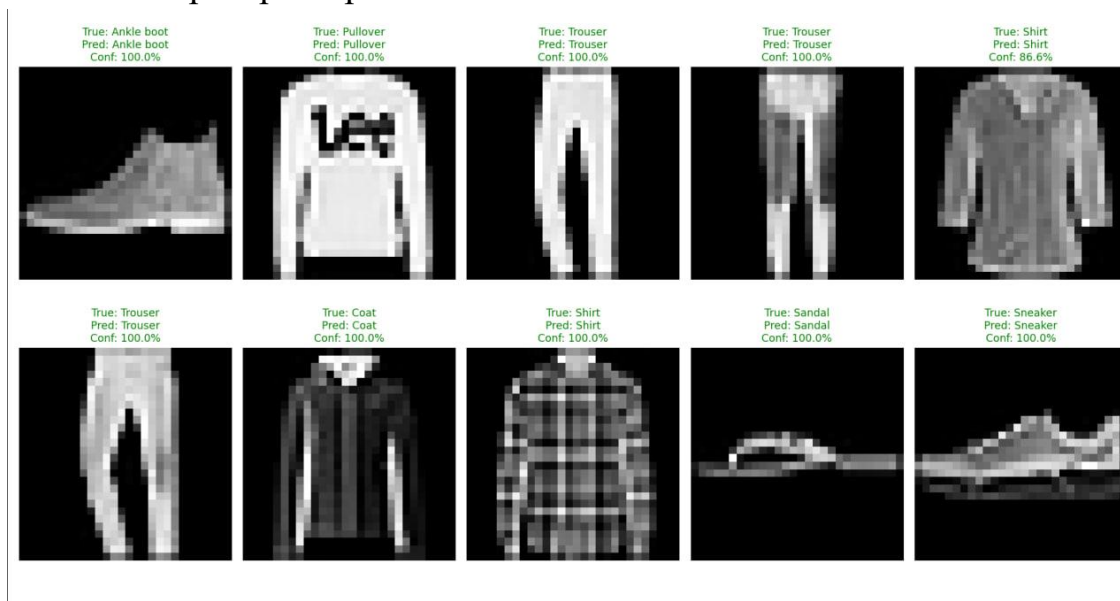 True: Ankle boot
Pred: Ankle boot
Conf: 100.0%
True: Pullover
Pred: Pullover
Conf: 100.0%
True: Trouser
Pred: Trouser
Conf: 100.0%
True: Trouser
Pred: Trouser
Conf: 100.0%
True: Shirt
Pred: Shirt
Conf: 86.6%
Lee
True: Trouser
Pred: Trouser
Conf: 100.0%
True: Coat
Pred: Coat
Conf: 100.0%
True: Shirt
Pred: Shirt
Conf: 100.0%
True: Sandal
Pred: Sandal
Conf: 100.0%
True: Sneaker
Pred: Sneaker
Conf: 100.0%